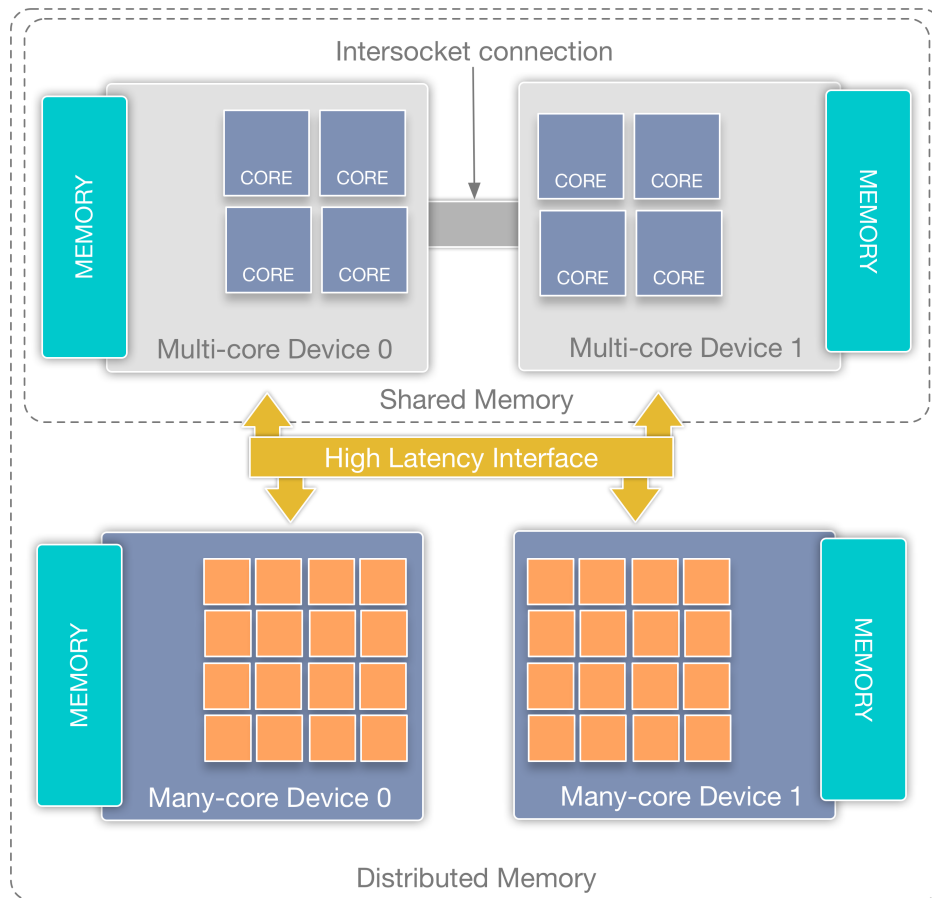 Intersocket connection
MEMORY
CORE
CORE
CORE
CORE
Multi-core Device 0
CORE
CORE
CORE
CORE
Multi-core Device 1
MEMORY
Shared Memory
High Latency Interface
MEMORY
Many-core Device 0
Many-core Device 1
MEMORY
Distributed Memory